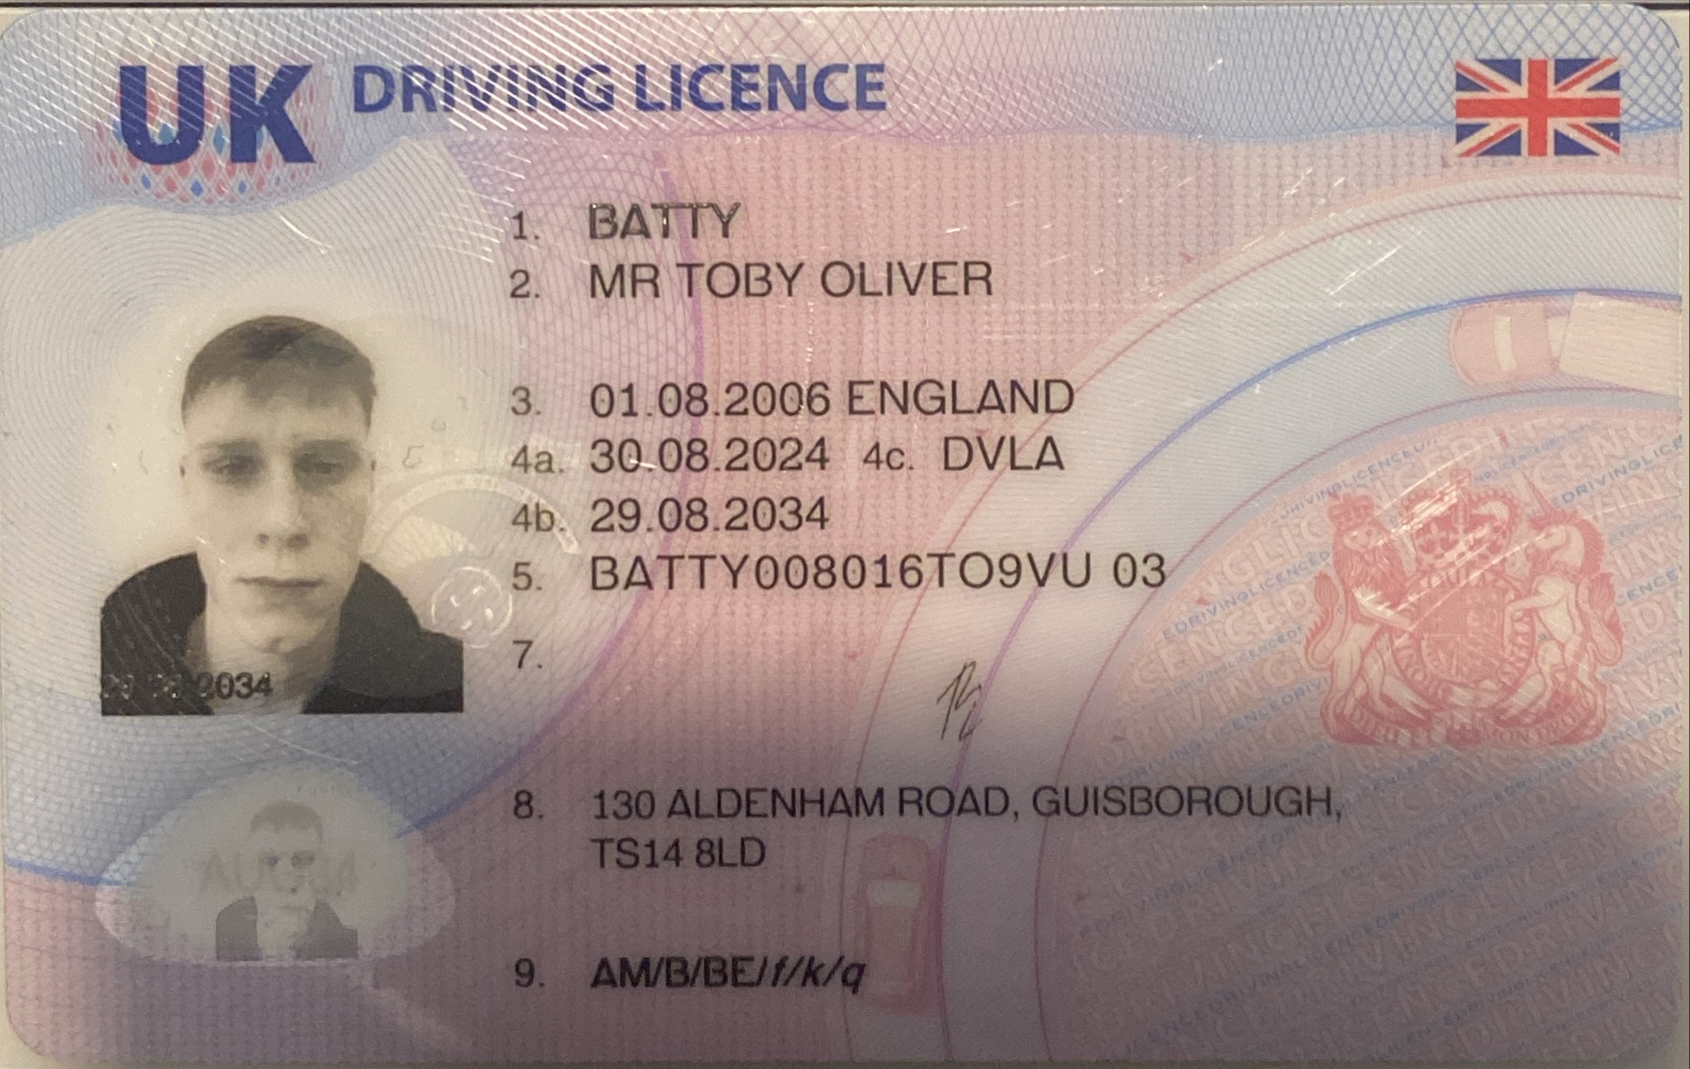 UK DRIVING LICENCE
1. BATTY
2. MR TOBY OLIVER
3. 01.08.2006 ENGLAND
4a. 30.08.2024 4c. DVLA
4b. 29.08.2034
5. BATTY008016TO9VU 03
7.
2034
8. 130 ALDENHAM ROAD, GUISBOROUGH,
TS14 8LD
9. AM/B/BE/f/k/q